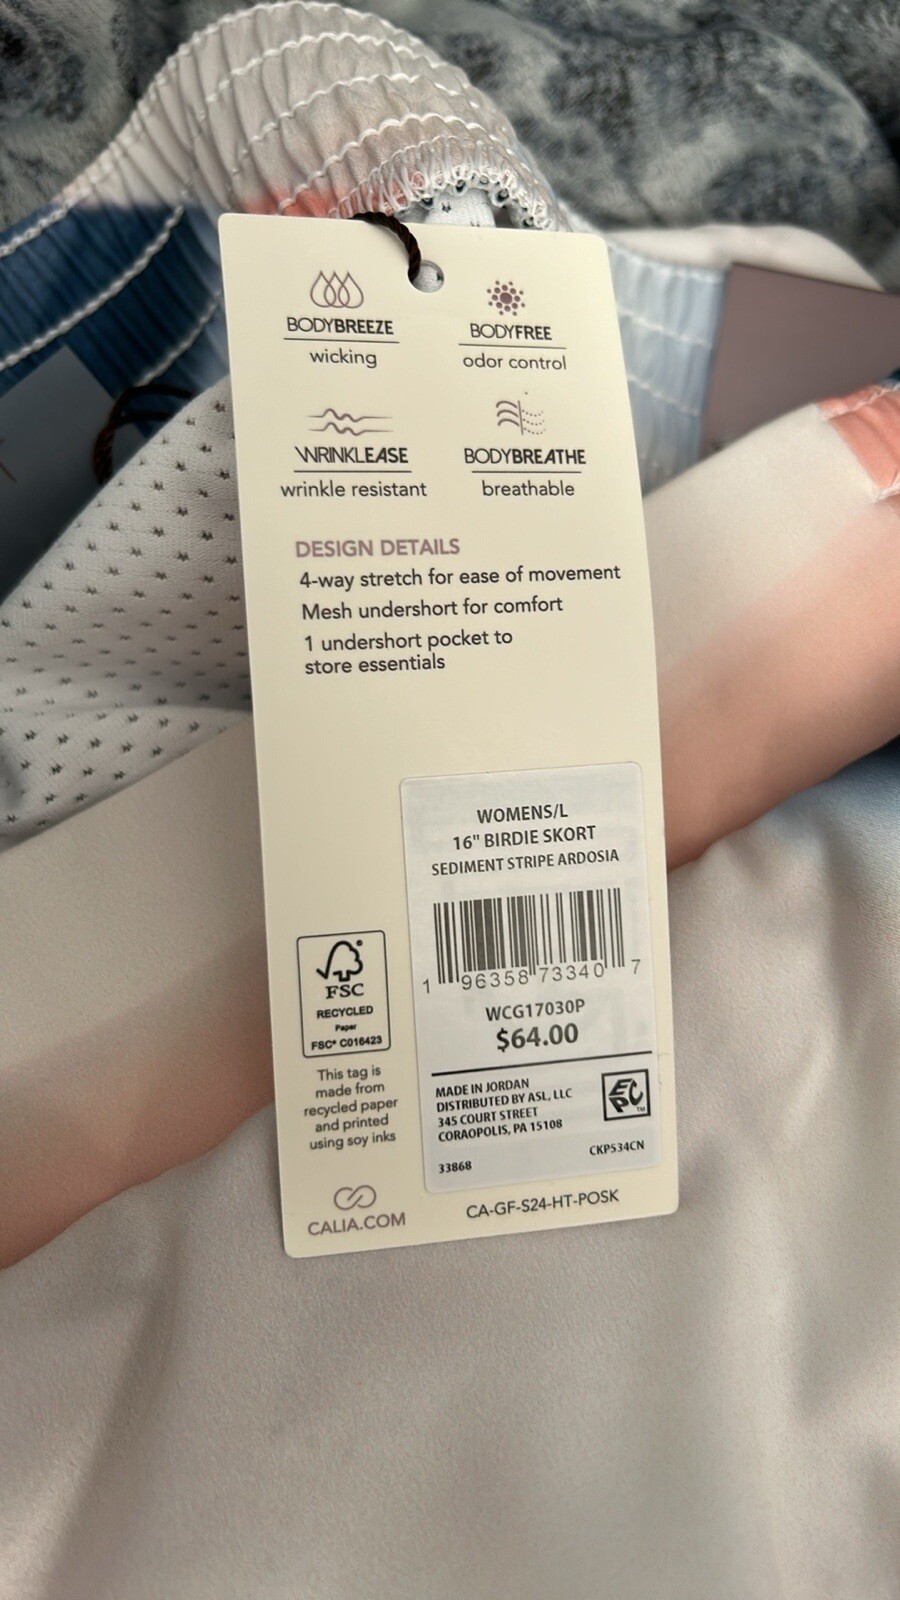 BODYBREEZE
wicking
BODYFREE
odor control
WRINKLEASE
wrinkle resistant
BODYBREATHE
breathable
DESIGN DETAILS
4-way stretch for ease of movement
Mesh undershort for comfort
1 undershort pocket to
store essentials
WOMENS/L
16" BIRDIE SKORT
SEDIMENT STRIPE ARDOSIA
1 96358 73340 7
WCG17030P
$64.00
MADE IN JORDAN
DISTRIBUTED BY ASL, LLC
345 COURT STREET
CORAOPOLIS, PA 15108
EPC™
33868
CKPS34CN
FSC
RECYCLED
Paper
FSC® C016423
This tag is
made from
recycled paper
and printed
using soy inks
CALIA.COM
CA-GF-S24-HT-POSK